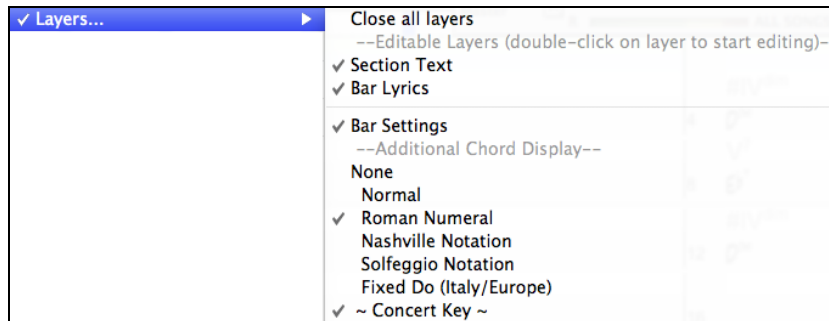 ✓ Layers... ▶
Close all layers
--Editable Layers (double-click on layer to start editing)-
✓ Section Text
✓ Bar Lyrics
✓ Bar Settings
--Additional Chord Display--
None
Normal
✓ Roman Numeral
Nashville Notation
Solfeggio Notation
Fixed Do (Italy/Europe)
✓ ~ Concert Key ~